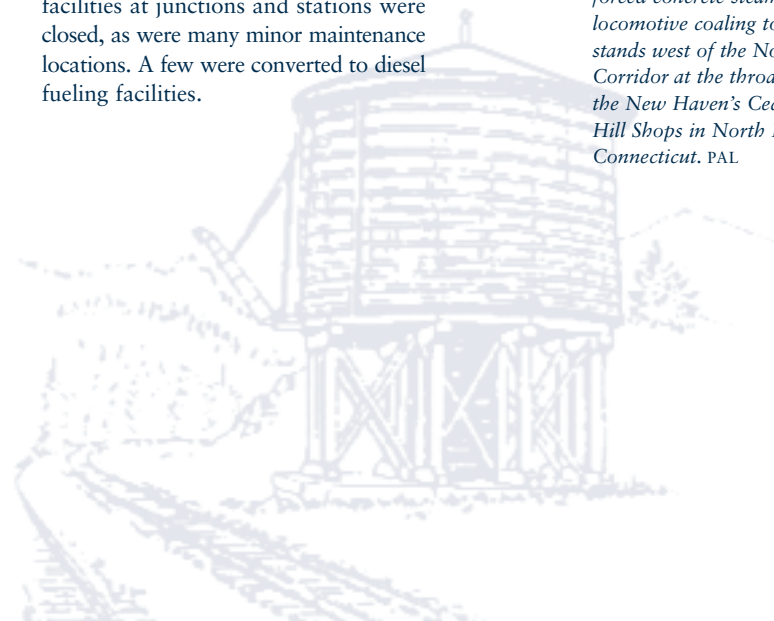 facilities at junctions and stations were
closed, as were many minor maintenance
locations. A few were converted to diesel
fueling facilities.
forced concrete steam
locomotive coaling
stands west of the
Corridor at the
the New Haven's
Hill Shops in North
Connecticut. PAL